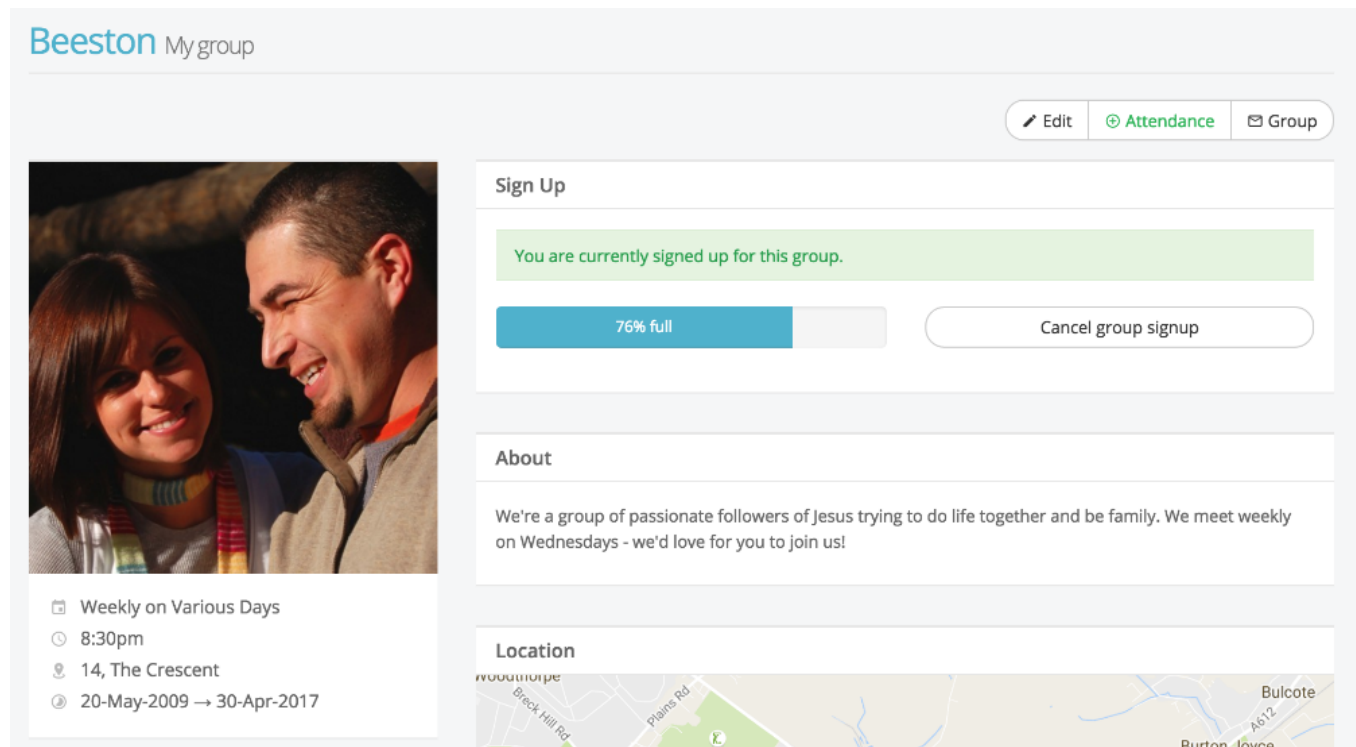 Beeston My group
Edit
Attendance
Group
Sign Up
You are currently signed up for this group.
76% full
Cancel group signup
About
We're a group of passionate followers of Jesus trying to do life together and be family. We meet weekly
on Wednesdays - we'd love for you to join us!
Weekly on Various Days
8:30pm
14, The Crescent
20-May-2009 → 30-Apr-2017
Location
Woodthorpe
Breck Hill Rd
Plains Rd
Bulcote
A612
Burton Joyce